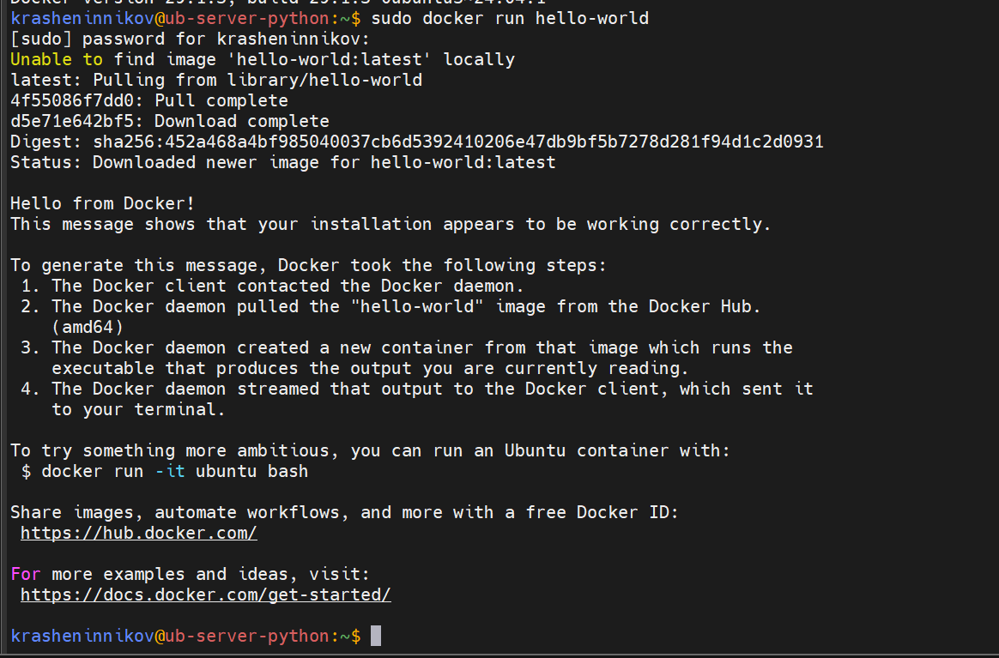 krasheninnikov@ub-server-python:~$ sudo docker run hello-world
[sudo] password for krasheninnikov:
Unable to find image 'hello-world:latest' locally
latest: Pulling from library/hello-world
4f55086f7dd0: Pull complete
d5e71e642bf5: Download complete
Digest: sha256:452a468a4bf985040037cb6d5392410206e47db9bf5b7278d281f94d1c2d0931
Status: Downloaded newer image for hello-world:latest

Hello from Docker!
This message shows that your installation appears to be working correctly.

To generate this message, Docker took the following steps:
 1. The Docker client contacted the Docker daemon.
 2. The Docker daemon pulled the "hello-world" image from the Docker Hub.
    (amd64)
 3. The Docker daemon created a new container from that image which runs the
    executable that produces the output you are currently reading.
 4. The Docker daemon streamed that output to the Docker client, which sent it
    to your terminal.

To try something more ambitious, you can run an Ubuntu container with:
 $ docker run -it ubuntu bash

Share images, automate workflows, and more with a free Docker ID:
 https://hub.docker.com/

For more examples and ideas, visit:
 https://docs.docker.com/get-started/

krasheninnikov@ub-server-python:~$